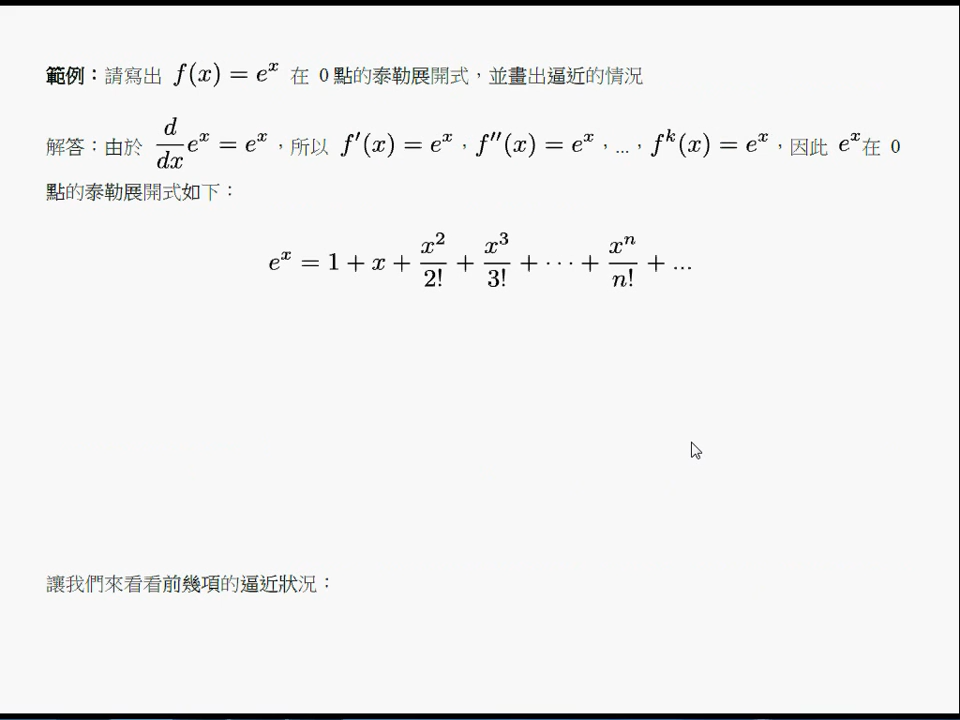 範例：請寫出 f(x) = e^x 在 0 點的泰勒展開式，並畫出逼近的情況
解答：由於 d/dx e^x = e^x，所以 f'(x) = e^x, f''(x) = e^x, ..., f^k(x) = e^x，因此 e^x 在 0
點的泰勒展開式如下：
e^x = 1 + x + x^2/2! + x^3/3! + ··· + x^n/n! + ...
讓我們來看看前幾項的逼近狀況：